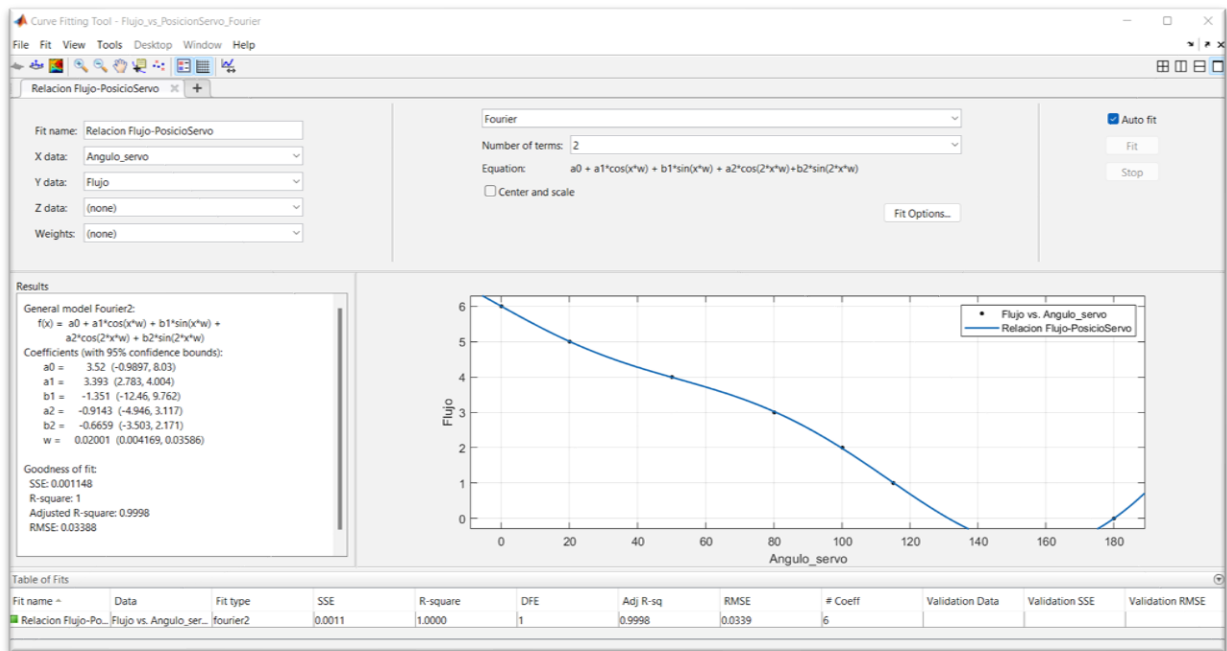 Curve Fitting Tool - Flujo_vs_PosicionServo_Fourier
File Fit View Tools Desktop Window Help
Relacion Flujo-PosicioServo
Fit name: Relacion Flujo-PosicioServo
X data: Angulo_servo
Y data: Flujo
Z data: (none)
Weights: (none)
Fourier
Number of terms: 2
Equation: a0 + a1*cos(x*w) + b1*sin(x*w) + a2*cos(2*x*w)+b2*sin(2*x*w)
Center and scale
Fit Options...
Auto fit
Fit
Stop
Results
General model Fourier2:
f(x) = a0 + a1*cos(x*w) + b1*sin(x*w) +
a2*cos(2*x*w) + b2*sin(2*x*w)
Coefficients (with 95% confidence bounds):
a0 = 3.52 (-0.9897, 8.03)
a1 = 3.393 (2.783, 4.004)
b1 = -1.351 (-12.46, 9.762)
a2 = -0.9143 (-4.946, 3.117)
b2 = -0.6659 (-3.503, 2.171)
w = 0.02001 (0.004169, 0.03586)
Goodness of fit:
SSE: 0.001148
R-square: 1
Adjusted R-square: 0.9998
RMSE: 0.03388
Flujo vs. Angulo_servo
Relacion Flujo-PosicioServo
6
5
4
3
2
1
0
Flujo
0 20 40 60 80 100 120 140 160 180
Angulo_servo
Table of Fits
Fit name Data Fit type SSE R-square DFE Adj R-sq RMSE # Coeff Validation Data Validation SSE Validation RMSE
Relacion Flujo-Po... Flujo vs. Angulo_ser... fourier2 0.0011 1.0000 1 0.9998 0.0339 6